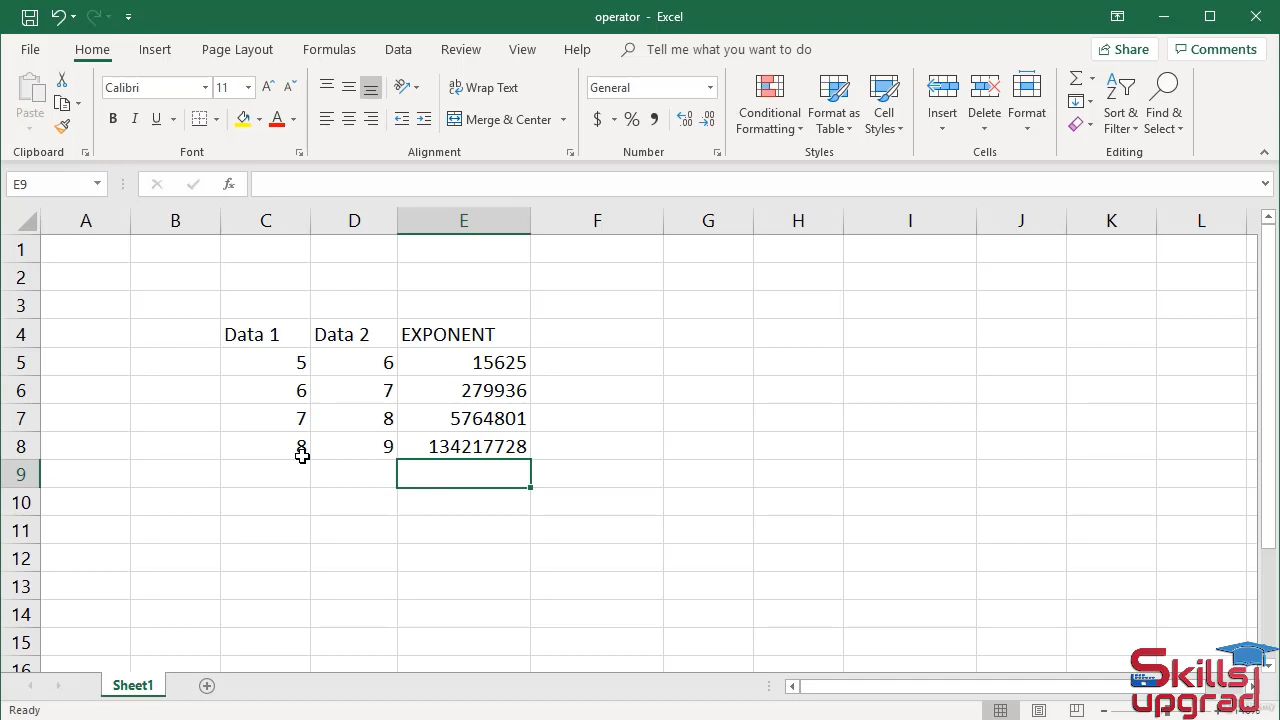 operator - Excel
File Home Insert Page Layout Formulas Data Review View Help Tell me what you want to do Share Comments
Paste
Calibri 11
B I U
Wrap Text
Merge & Center
General
$ %
Conditional Formatting
Format as Table
Cell Styles
Insert
Delete
Format
Sort & Filter
Find & Select
Clipboard Font Alignment Number Styles Cells Editing
E9 fx
A B C D E F G H I J K L
1
2
3
4 Data 1 Data 2 EXPONENT
5 5 6 15625
6 6 7 279936
7 7 8 5764801
8 8 9 134217728
9
10
11
12
13
14
15
16
Sheet1
Ready
Skills
upgrad